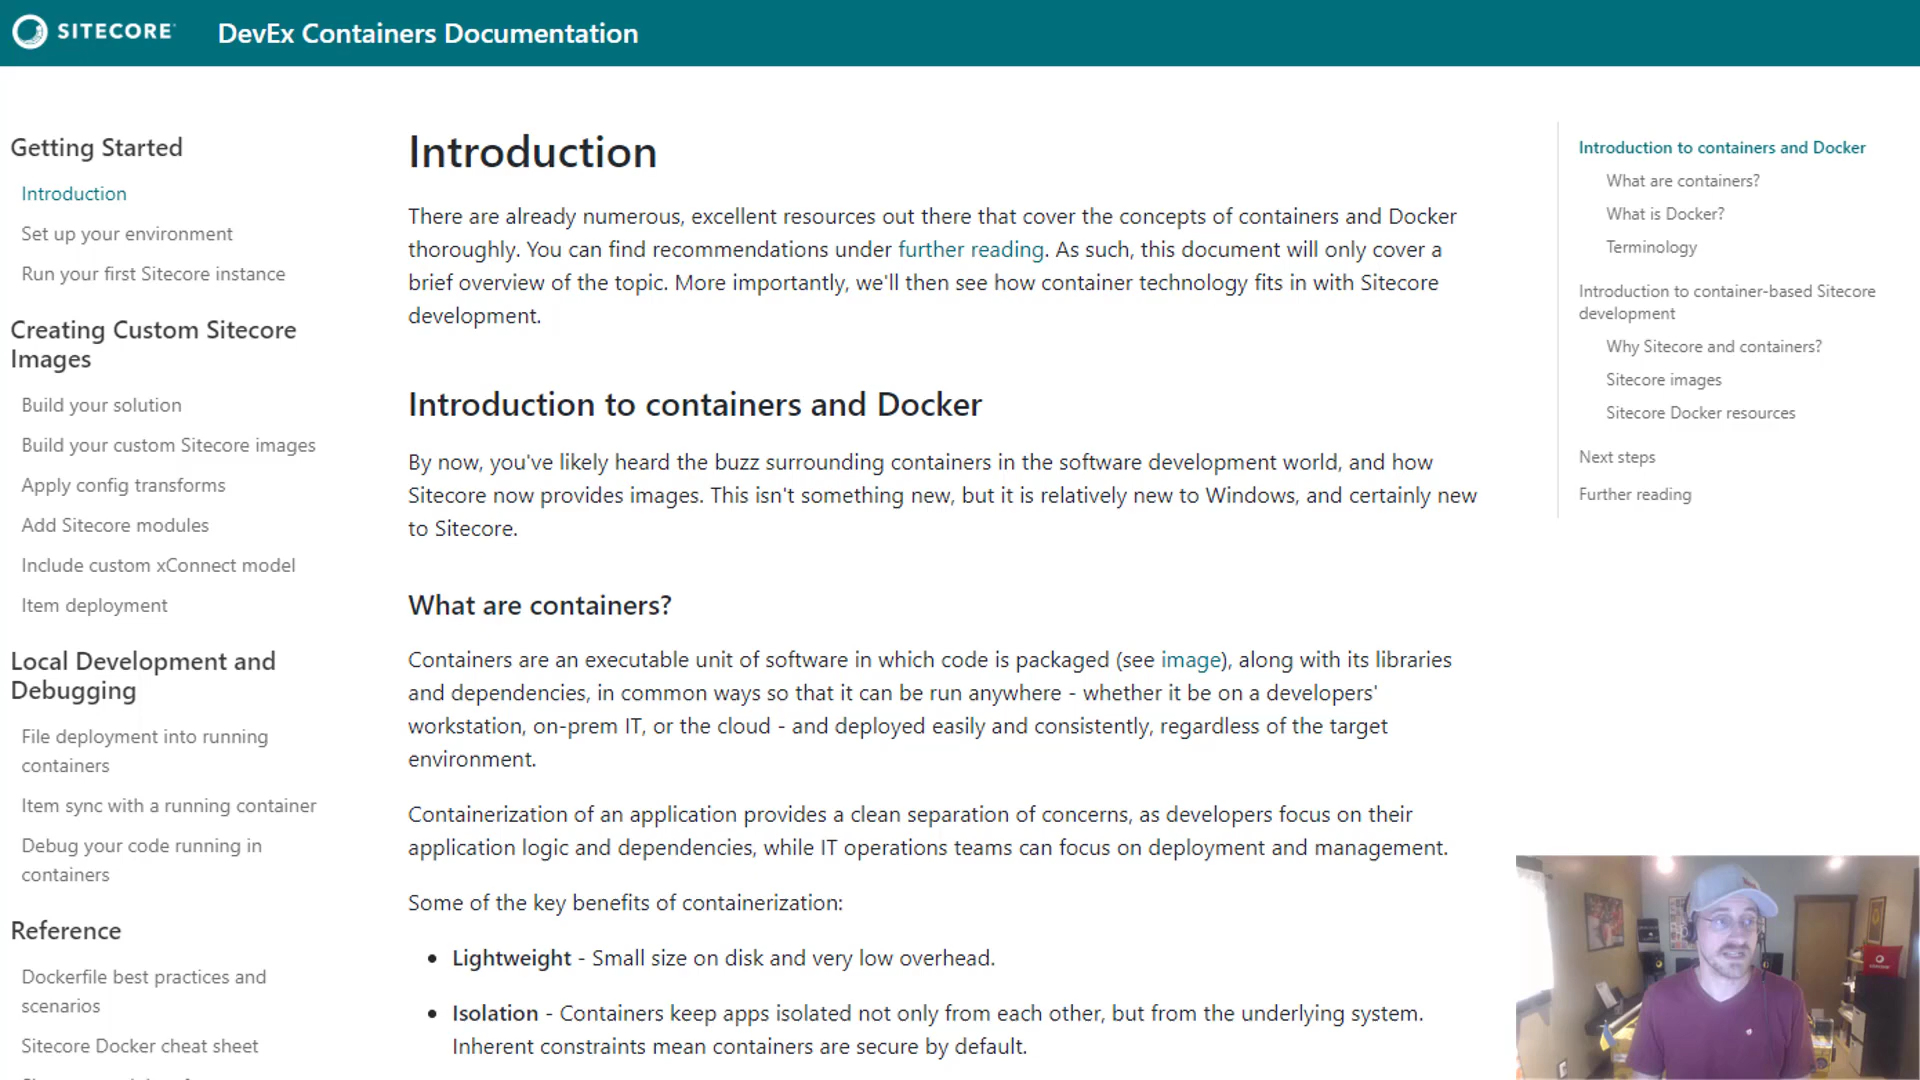 SITECORE
DevEx Containers Documentation
Getting Started
Introduction
Set up your environment
Run your first Sitecore instance
Creating Custom Sitecore
Images
Build your solution
Build your custom Sitecore images
Apply config transforms
Add Sitecore modules
Include custom xConnect model
Item deployment
Local Development and
Debugging
File deployment into running
containers
Item sync with a running container
Debug your code running in
containers
Reference
Dockerfile best practices and
scenarios
Sitecore Docker cheat sheet
Introduction
There are already numerous, excellent resources out there that cover the concepts of containers and Docker
thoroughly. You can find recommendations under further reading. As such, this document will only cover a
brief overview of the topic. More importantly, we'll then see how container technology fits in with Sitecore
development.
Introduction to containers and Docker
By now, you've likely heard the buzz surrounding containers in the software development world, and how
Sitecore now provides images. This isn't something new, but it is relatively new to Windows, and certainly new
to Sitecore.
What are containers?
Containers are an executable unit of software in which code is packaged (see image), along with its libraries
and dependencies, in common ways so that it can be run anywhere - whether it be on a developers'
workstation, on-prem IT, or the cloud - and deployed easily and consistently, regardless of the target
environment.
Containerization of an application provides a clean separation of concerns, as developers focus on their
application logic and dependencies, while IT operations teams can focus on deployment and management.
Some of the key benefits of containerization:
• Lightweight - Small size on disk and very low overhead.
• Isolation - Containers keep apps isolated not only from each other, but from the underlying system.
Inherent constraints mean containers are secure by default.
Introduction to containers and Docker
What are containers?
What is Docker?
Terminology
Introduction to container-based Sitecore
development
Why Sitecore and containers?
Sitecore images
Sitecore Docker resources
Next steps
Further reading